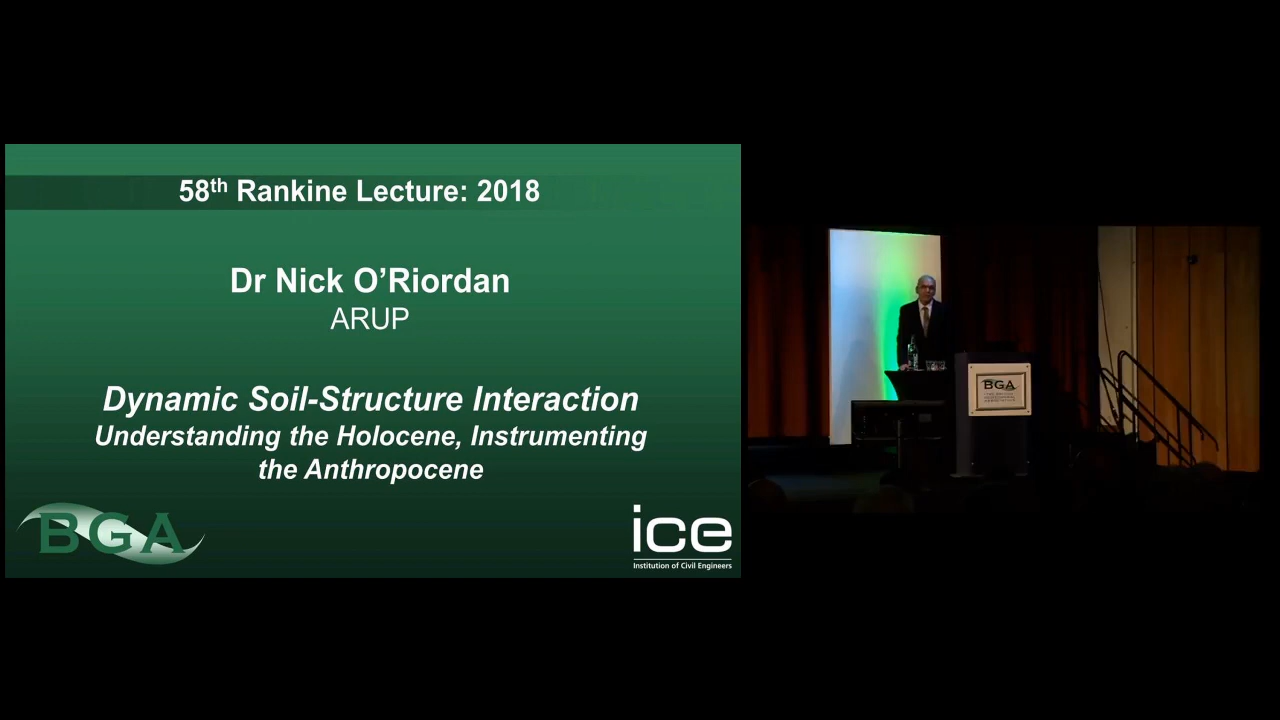 58th Rankine Lecture: 2018
Dr Nick O’Riordan
ARUP
Dynamic Soil-Structure Interaction
Understanding the Holocene, Instrumenting
the Anthropocene
BGA
ice
Institution of Civil Engineers
BGA